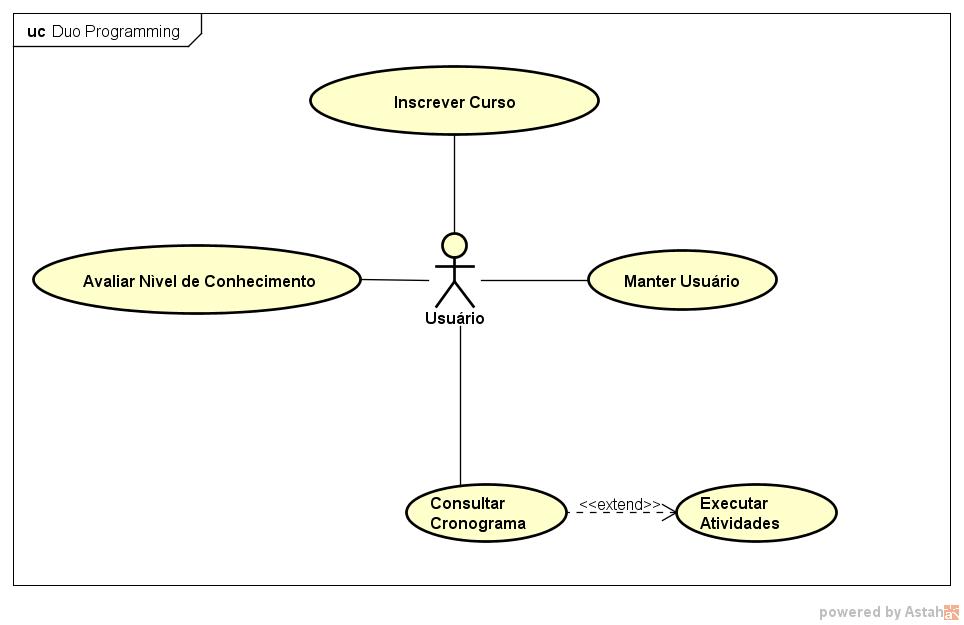 uc Duo Programming
Inscrever Curso
Avaliar Nivel de Conhecimento
Usuário
Manter Usuário
Consultar
Cronograma
<<extend>>
Executar
Atividades
powered by Astah